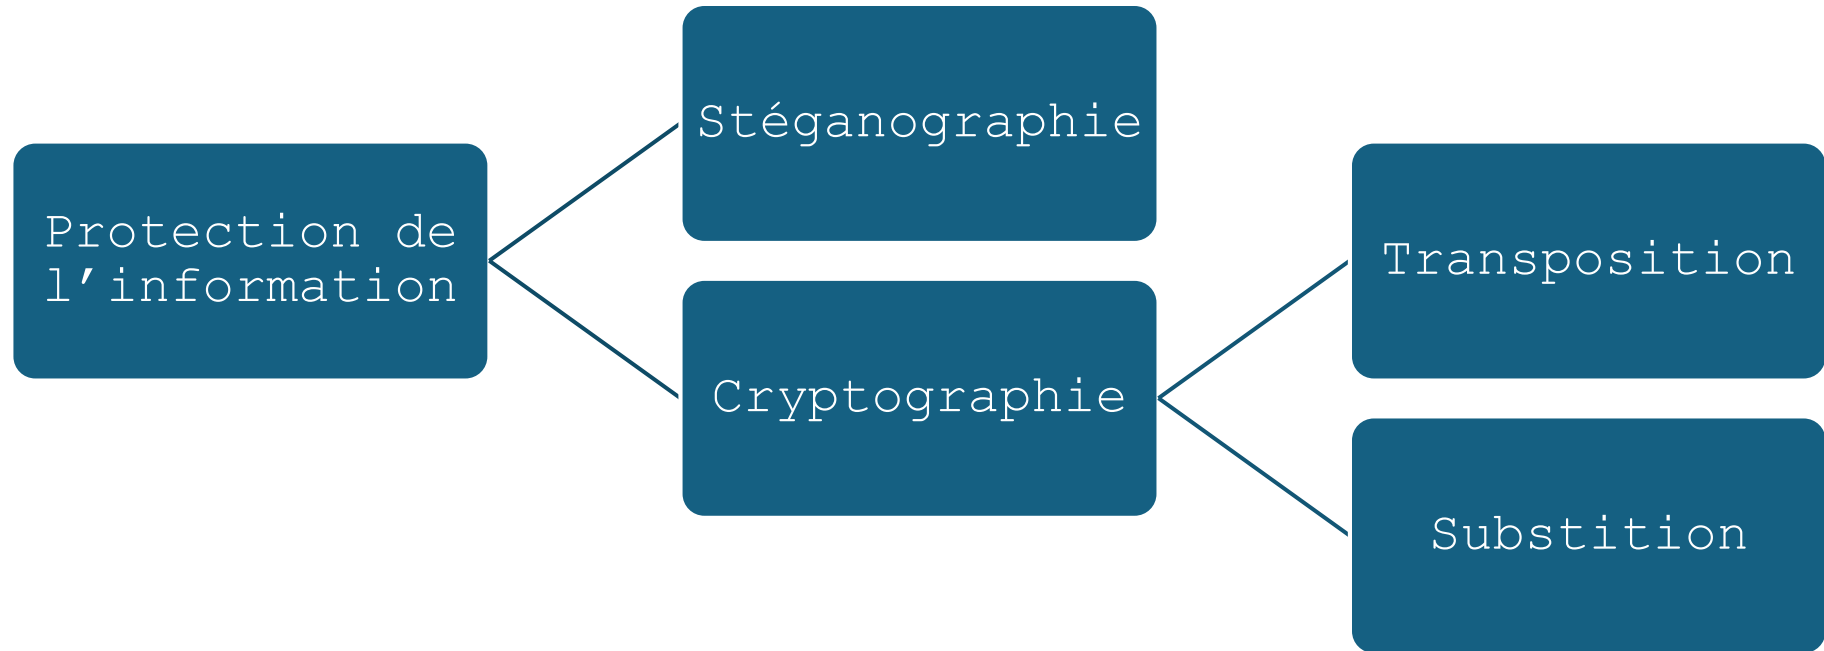 Protection de
l’information
Stéganographie
Cryptographie
Transposition
Substition